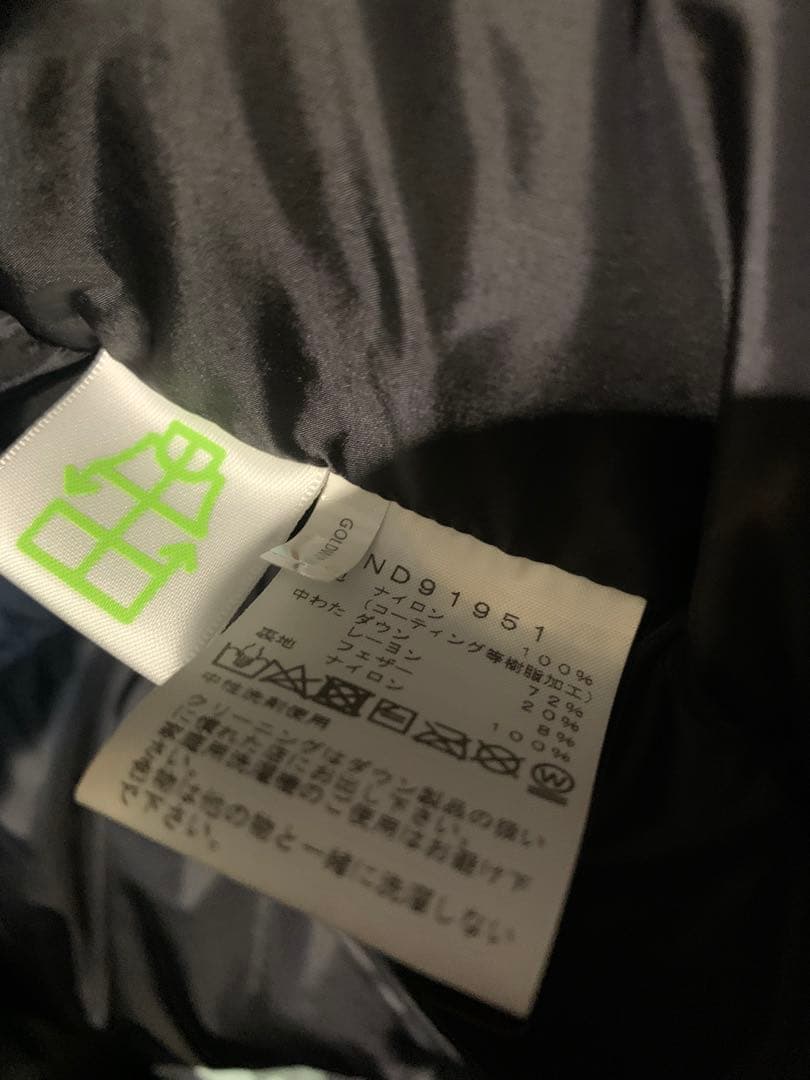 GOLDWI
ND91951
ナイロン 100%
(コーティング等樹脂加工)
中わた ダウン 72%
レーヨン 20%
フェザー 8%
裏地 ナイロン 100%
中性洗剤使用
クリーニングはダウン製品の扱い
に慣れた店にお出し下さい。
家庭用洗濯機のご使用はお避け下
さい。
色物は他の物と一緒に洗濯しない
で下さい。